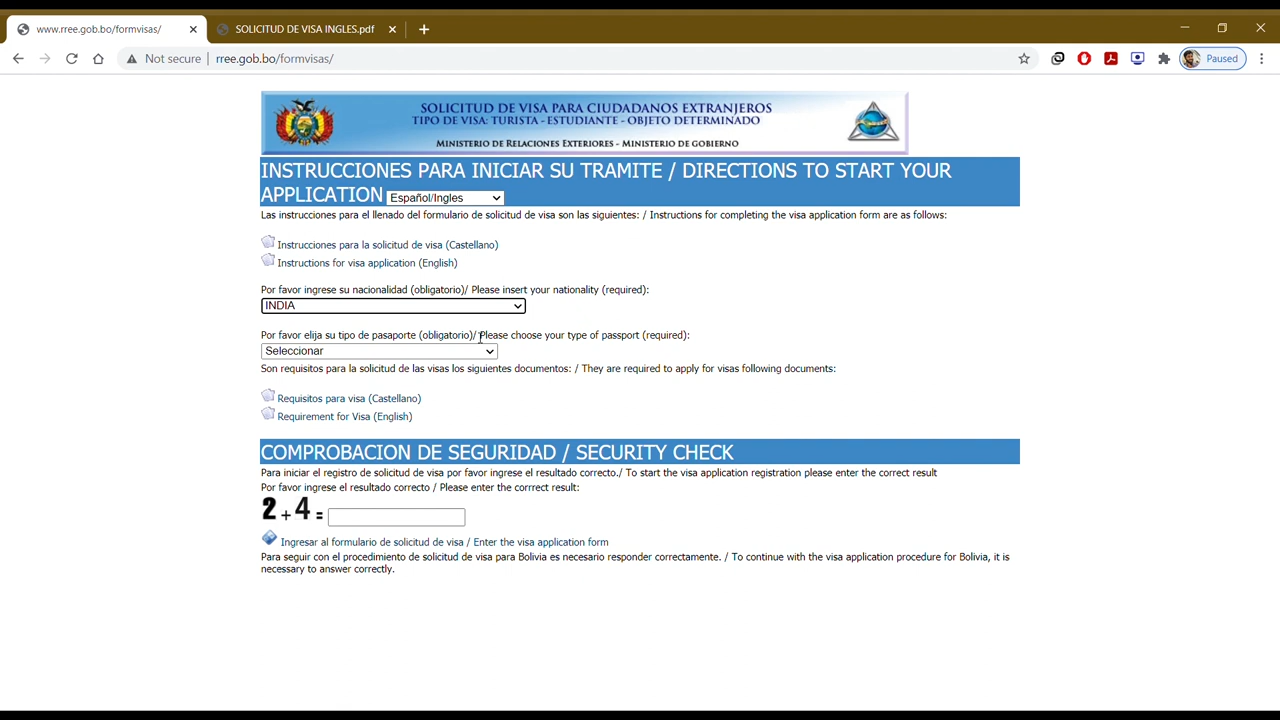 www.rree.gob.bo/formvisas/
SOLICITUD DE VISA INGLES.pdf
Not secure
rree.gob.bo/formvisas/
Paused
SOLICITUD DE VISA PARA CIUDADANOS EXTRANJEROS
TIPO DE VISA: TURISTA - ESTUDIANTE - OBJETO DETERMINADO
MINISTERIO DE RELACIONES EXTERIORES - MINISTERIO DE GOBIERNO
INSTRUCCIONES PARA INICIAR SU TRAMITE / DIRECTIONS TO START YOUR
APPLICATION Español/Ingles
Las instrucciones para el llenado del formulario de solicitud de visa son las siguientes: / Instructions for completing the visa application form are as follows:
Instrucciones para la solicitud de visa (Castellano)
Instructions for visa application (English)
Por favor ingrese su nacionalidad (obligatorio)/ Please insert your nationality (required):
INDIA
Por favor elija su tipo de pasaporte (obligatorio)/ Please choose your type of passport (required):
Seleccionar
Son requisitos para la solicitud de las visas los siguientes documentos: / They are required to apply for visas following documents:
Requisitos para visa (Castellano)
Requirement for Visa (English)
COMPROBACION DE SEGURIDAD / SECURITY CHECK
Para iniciar el registro de solicitud de visa por favor ingrese el resultado correcto./ To start the visa application registration please enter the correct result
Por favor ingrese el resultado correcto / Please enter the corrrect result:
2 + 4 =
Ingresar al formulario de solicitud de visa / Enter the visa application form
Para seguir con el procedimiento de solicitud de visa para Bolivia es necesario responder correctamente. / To continue with the visa application procedure for Bolivia, it is
necessary to answer correctly.